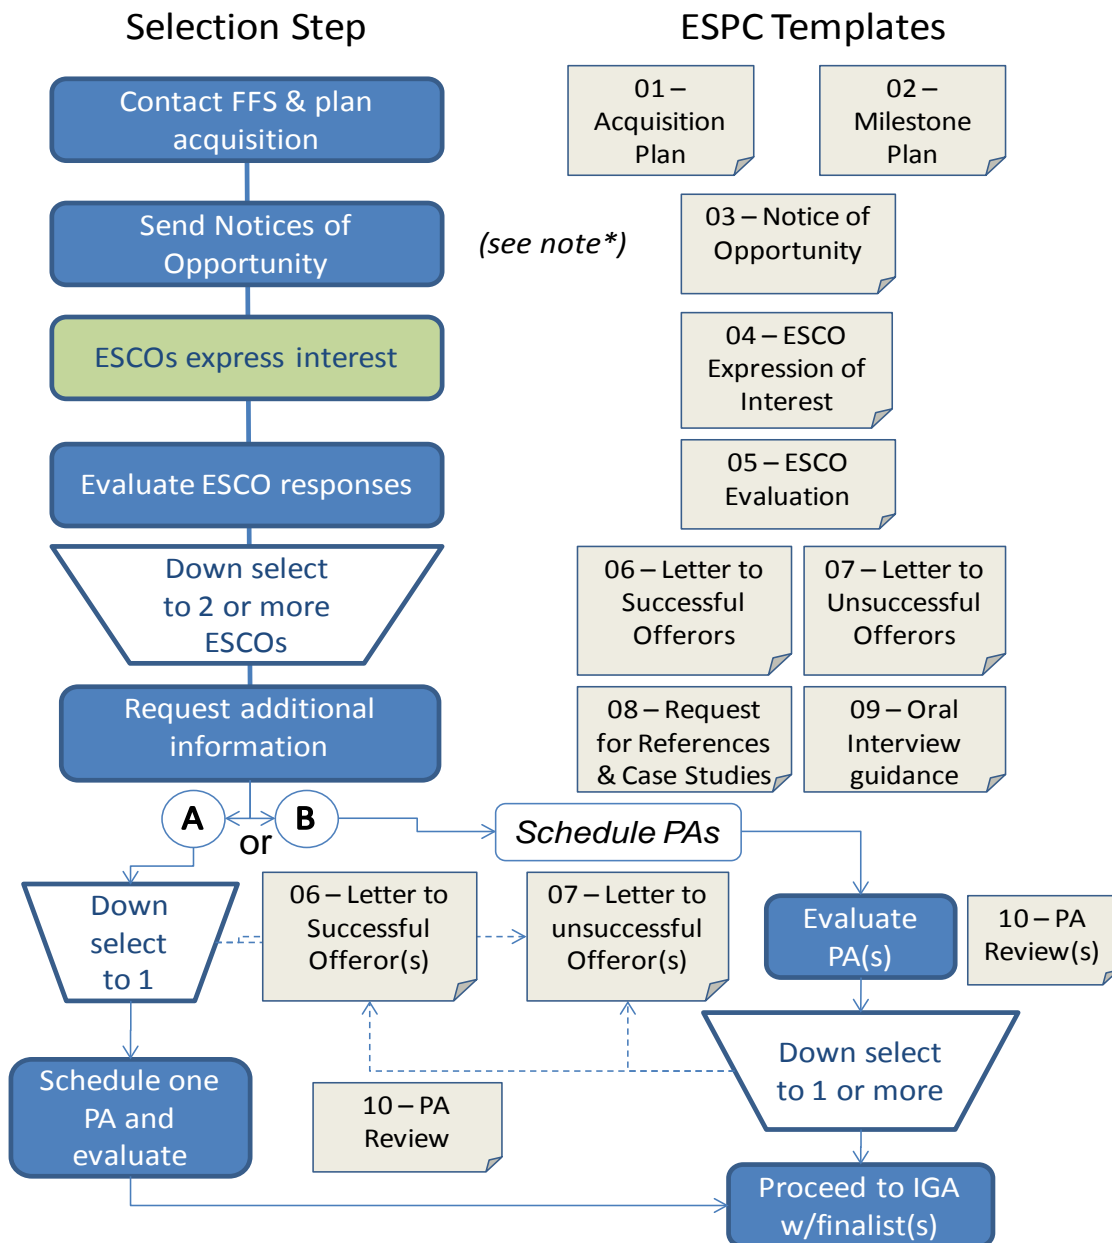 Selection Step
ESPC Templates
Contact FFS & plan
acquisition
01 –
Acquisition
Plan
02 –
Milestone
Plan
Send Notices of
Opportunity
(see note*)
03 – Notice of
Opportunity
ESCOs express interest
04 – ESCO
Expression of
Interest
Evaluate ESCO responses
05 – ESCO
Evaluation
Down select
to 2 or more
ESCOs
06 – Letter to
Successful
Offerors
07 – Letter to
Unsuccessful
Offerors
Request additional
information
08 – Request
for References
& Case Studies
09 – Oral
Interview
guidance
A
or
B
Schedule PAs
Down
select
to 1
06 – Letter to
Successful
Offeror(s)
07 – Letter to
unsuccessful
Offeror(s)
Evaluate
PA(s)
10 – PA
Review(s)
Schedule one
PA and
evaluate
10 – PA
Review
Down select
to 1 or more
Proceed to IGA
w/finalist(s)